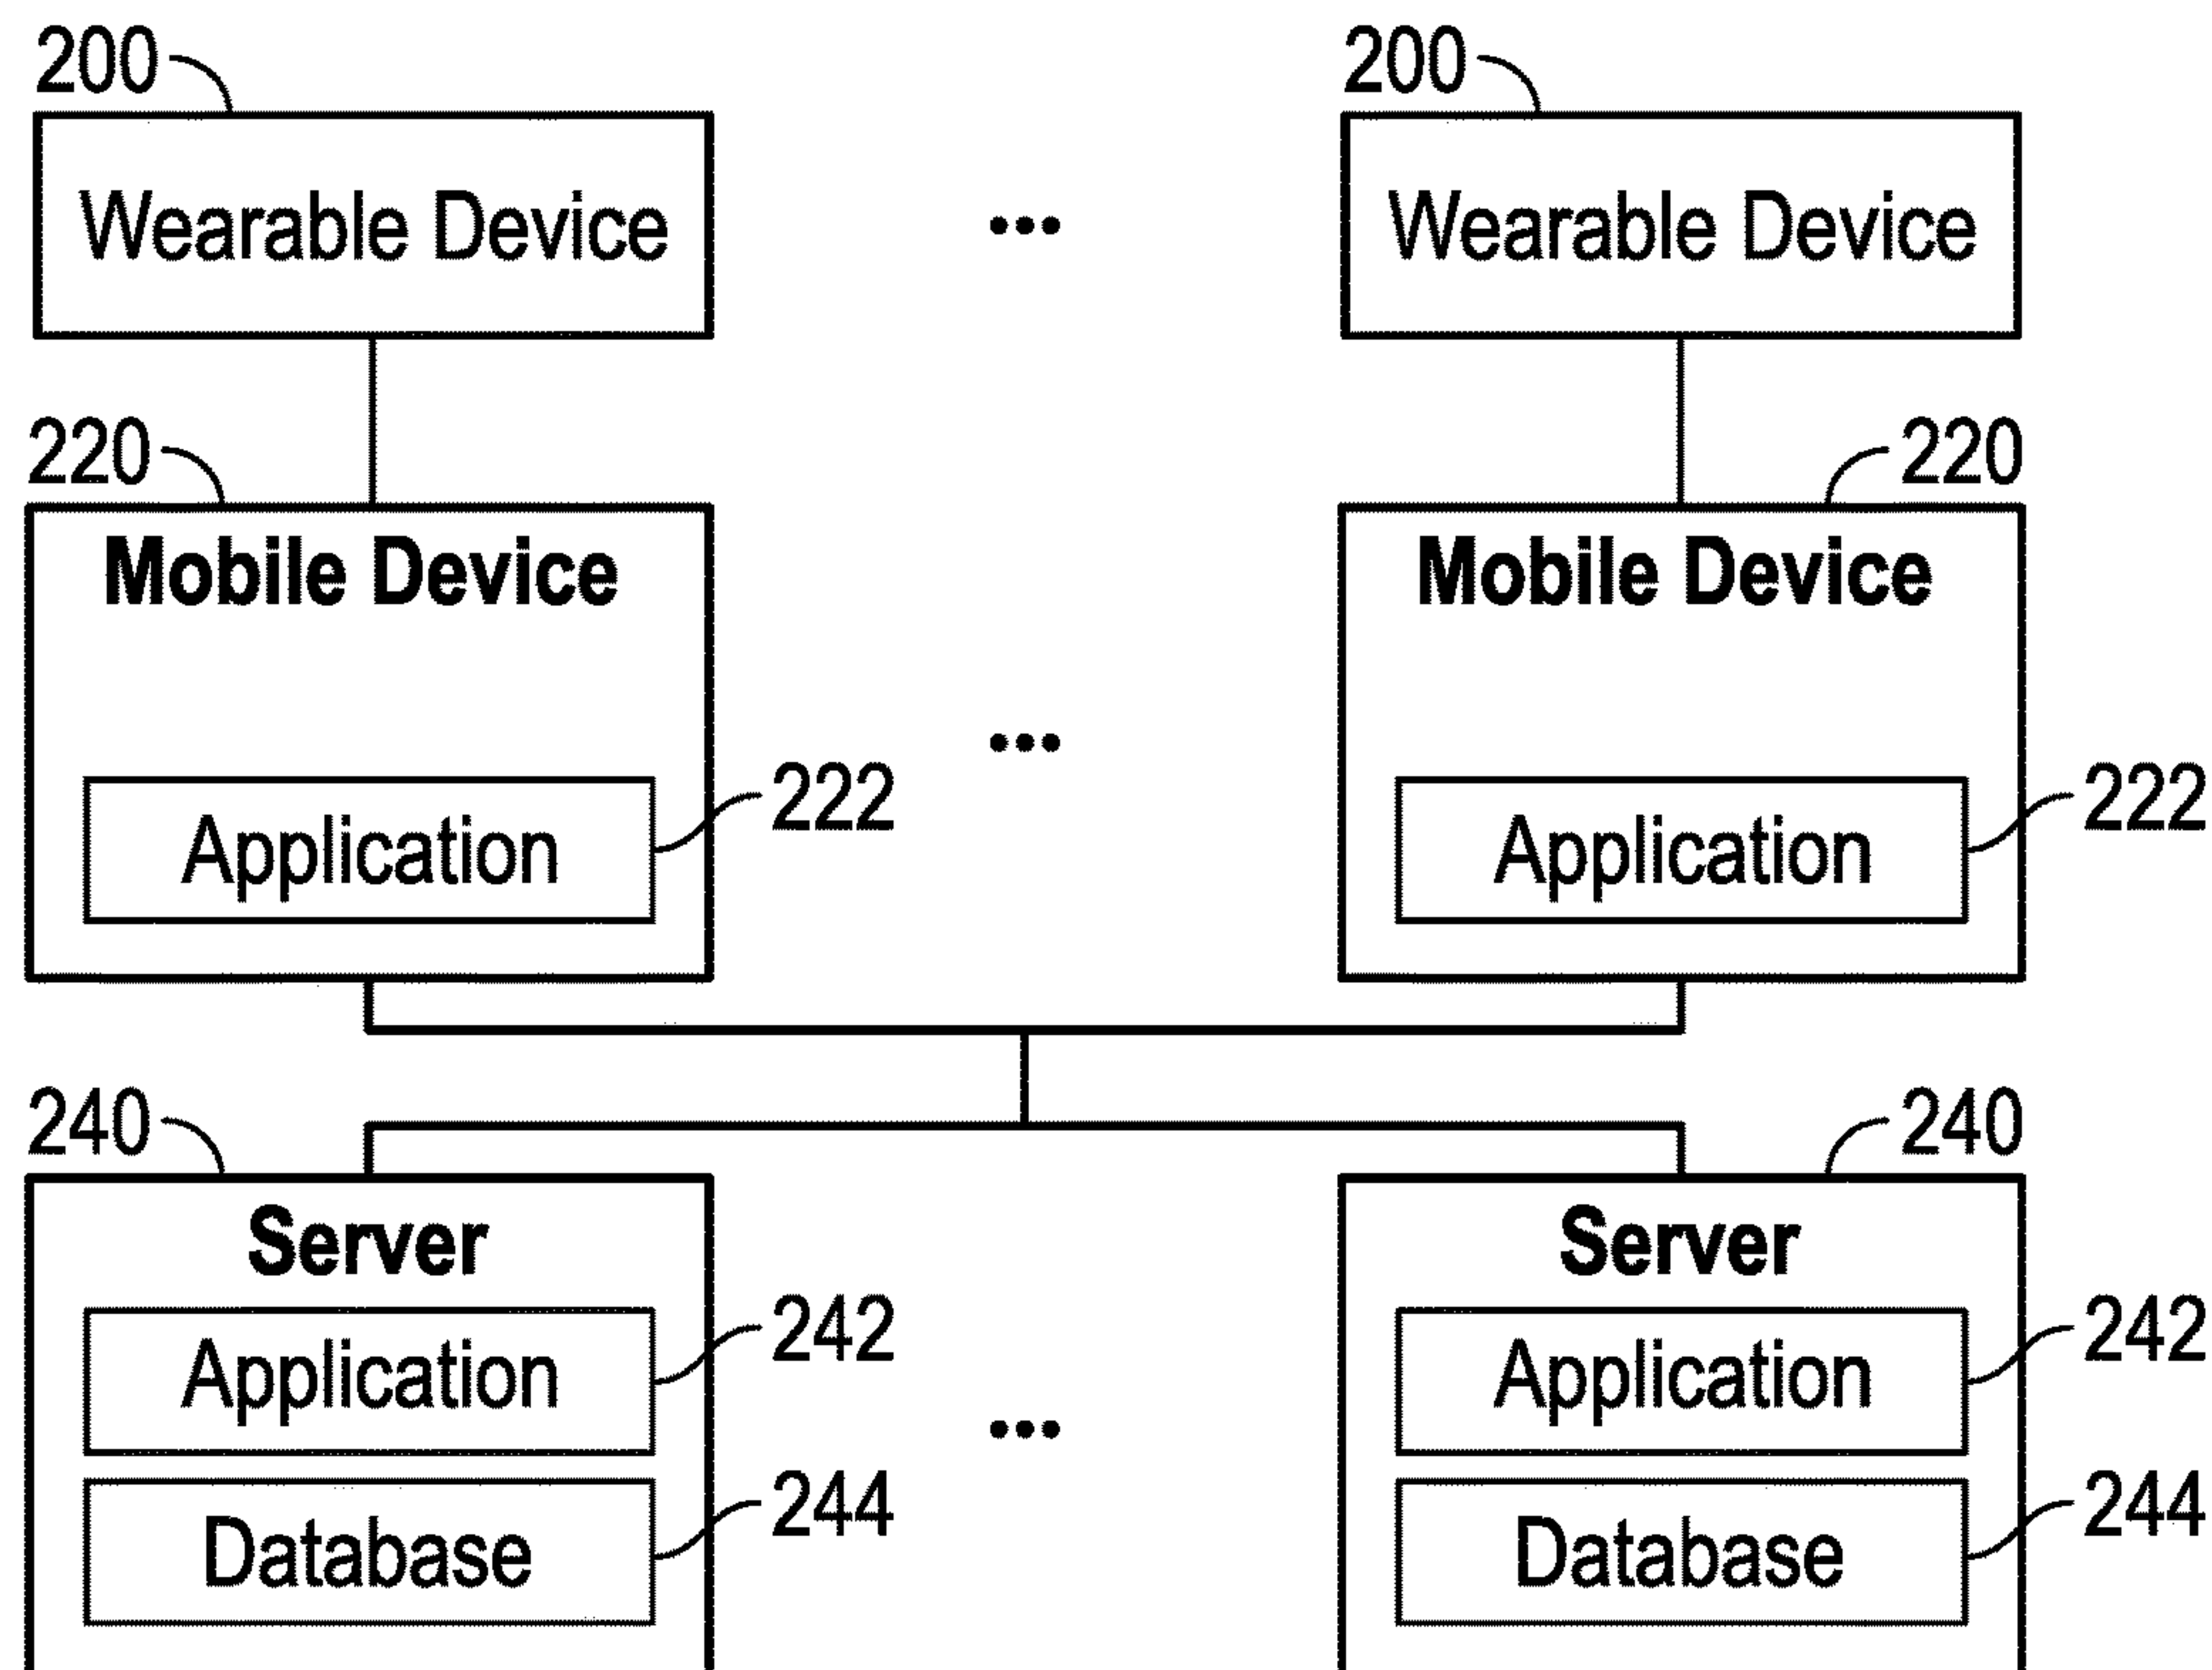 200 200
Wearable Device ... Wearable Device
220 220
Mobile Device Mobile Device
...
222 222
Application Application
240 240
Server Server
242 242
Application Application
...
244 244
Database Database